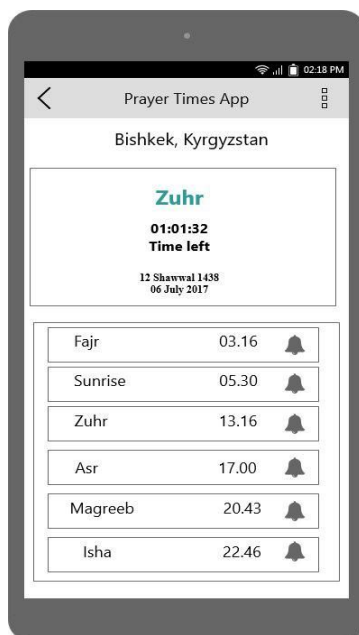 02:18 PM
Prayer Times App
Bishkek, Kyrgyzstan
Zuhr
01:01:32
Time left
12 Shawwal 1438
06 July 2017
Fajr 03.16
Sunrise 05.30
Zuhr 13.16
Asr 17.00
Magreeb 20.43
Isha 22.46